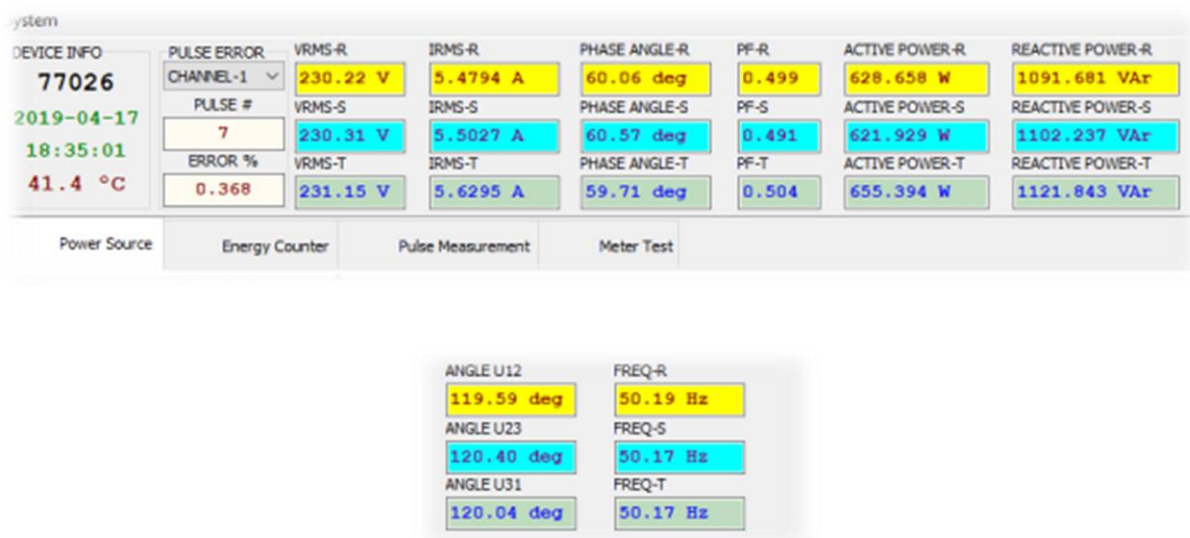 ystem
DEVICE INFO PULSE ERROR VRMS-R IRMS-R PHASE ANGLE-R PF-R ACTIVE POWER-R REACTIVE POWER-R
77026 CHANNEL-1 230.22 V 5.4794 A 60.06 deg 0.499 628.658 W 1091.681 VAr
2019-04-17 PULSE # VRMS-S IRMS-S PHASE ANGLE-S PF-S ACTIVE POWER-S REACTIVE POWER-S
18:35:01 7 230.31 V 5.5027 A 60.57 deg 0.491 621.929 W 1102.237 VAr
ERROR % VRMS-T IRMS-T PHASE ANGLE-T PF-T ACTIVE POWER-T REACTIVE POWER-T
41.4 °C 0.368 231.15 V 5.6295 A 59.71 deg 0.504 655.394 W 1121.843 VAr
Power Source Energy Counter Pulse Measurement Meter Test
ANGLE U12 FREQ-R
119.59 deg 50.19 Hz
ANGLE U23 FREQ-S
120.40 deg 50.17 Hz
ANGLE U31 FREQ-T
120.04 deg 50.17 Hz